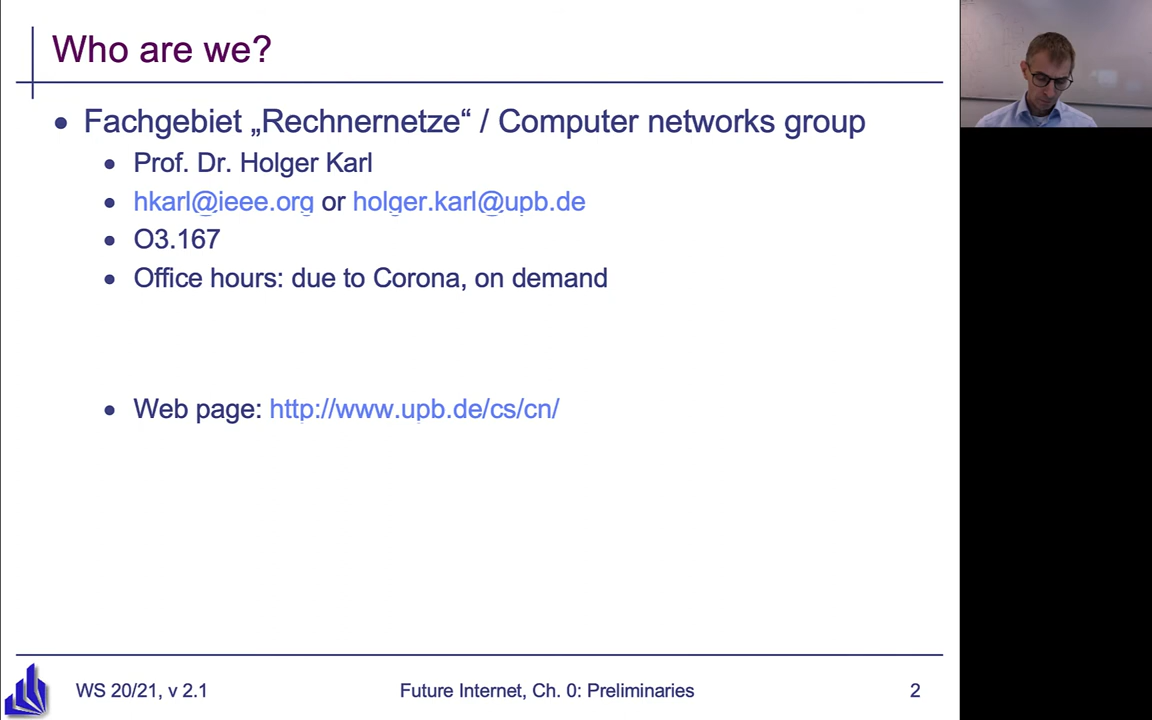 Who are we?
Fachgebiet „Rechnernetze“ / Computer networks group
Prof. Dr. Holger Karl
hkarl@ieee.org or holger.karl@upb.de
O3.167
Office hours: due to Corona, on demand
Web page: http://www.upb.de/cs/cn/
WS 20/21, v 2.1
Future Internet, Ch. 0: Preliminaries
2